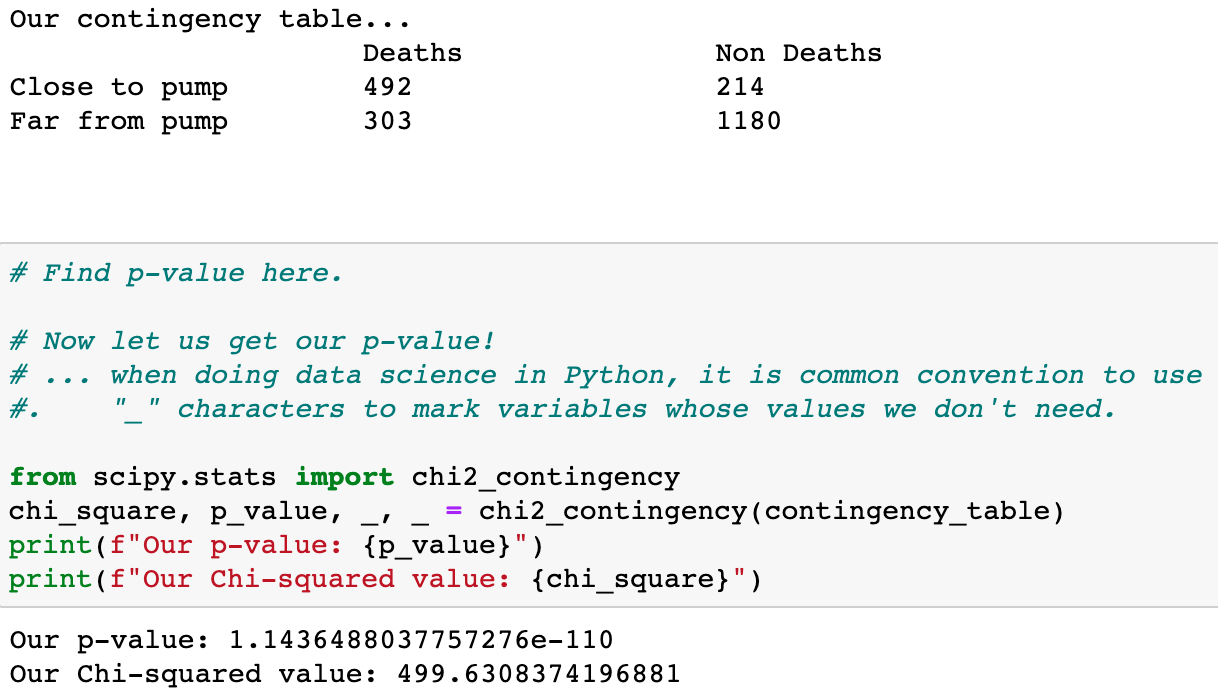 Our contingency table...
Deaths Non Deaths
Close to pump 492 214
Far from pump 303 1180
# Find p-value here.
# Now let us get our p-value!
# ... when doing data science in Python, it is common convention to use
#.    "_" characters to mark variables whose values we don't need.
from scipy.stats import chi2_contingency
chi_square, p_value, _, _ = chi2_contingency(contingency_table)
print(f"Our p-value: {p_value}")
print(f"Our Chi-squared value: {chi_square}")
Our p-value: 1.1436488037757276e-110
Our Chi-squared value: 499.6308374196881